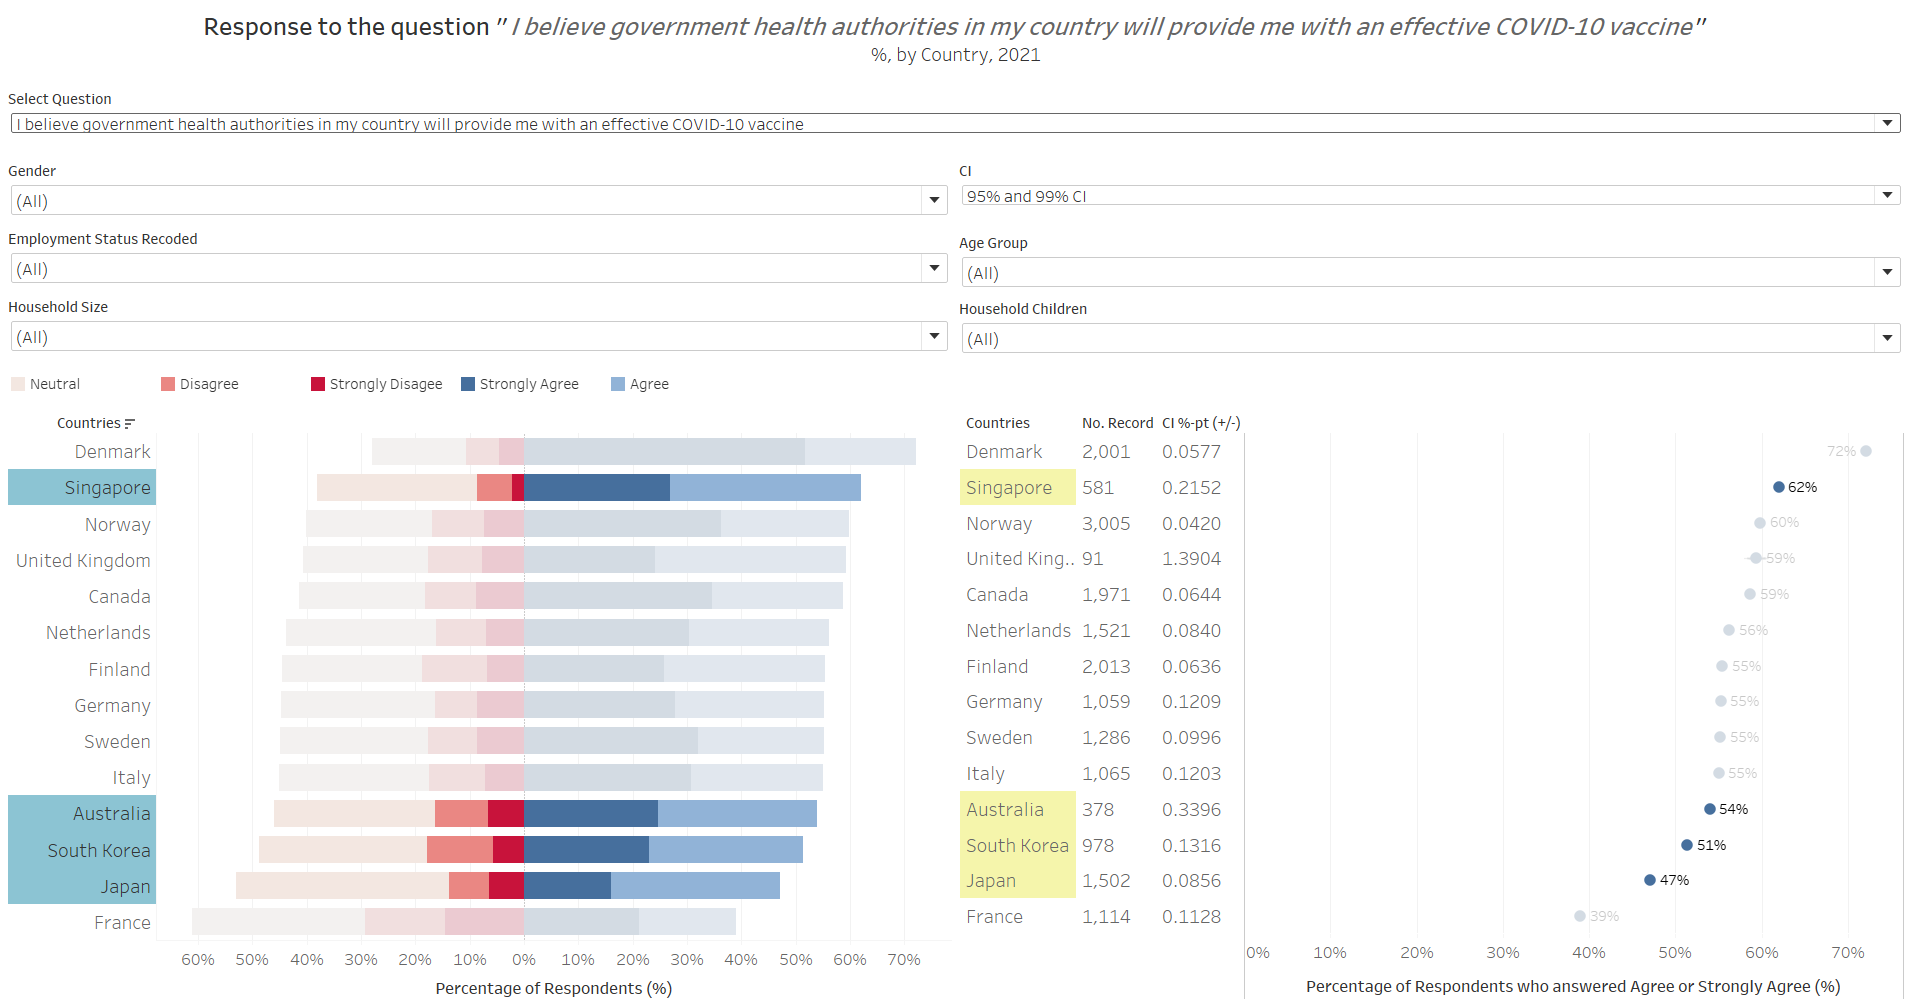 Response to the question " I believe government health authorities in my country will provide me with an effective COVID-10 vaccine"
%, by Country, 2021
Select Question
I believe government health authorities in my country will provide me with an effective COVID-10 vaccine
Gender
CI
(All)
95% and 99% CI
Employment Status Recoded
Age Group
(All)
(All)
Household Size
Household Children
(All)
(All)
Neutral Disagree Strongly Disagee Strongly Agree Agree
Countries
Denmark
Singapore
Norway
United Kingdom
Canada
Netherlands
Finland
Germany
Sweden
Italy
Australia
South Korea
Japan
France
60% 50% 40% 30% 20% 10% 0% 10% 20% 30% 40% 50% 60% 70%
Percentage of Respondents (%)
Countries No. Record CI %-pt (+/-)
Denmark 2,001 0.0577 72%
Singapore 581 0.2152 62%
Norway 3,005 0.0420 60%
United King.. 91 1.3904 59%
Canada 1,971 0.0644 59%
Netherlands 1,521 0.0840 56%
Finland 2,013 0.0636 55%
Germany 1,059 0.1209 55%
Sweden 1,286 0.0996 55%
Italy 1,065 0.1203 55%
Australia 378 0.3396 54%
South Korea 978 0.1316 51%
Japan 1,502 0.0856 47%
France 1,114 0.1128 39%
0% 10% 20% 30% 40% 50% 60% 70%
Percentage of Respondents who answered Agree or Strongly Agree (%)